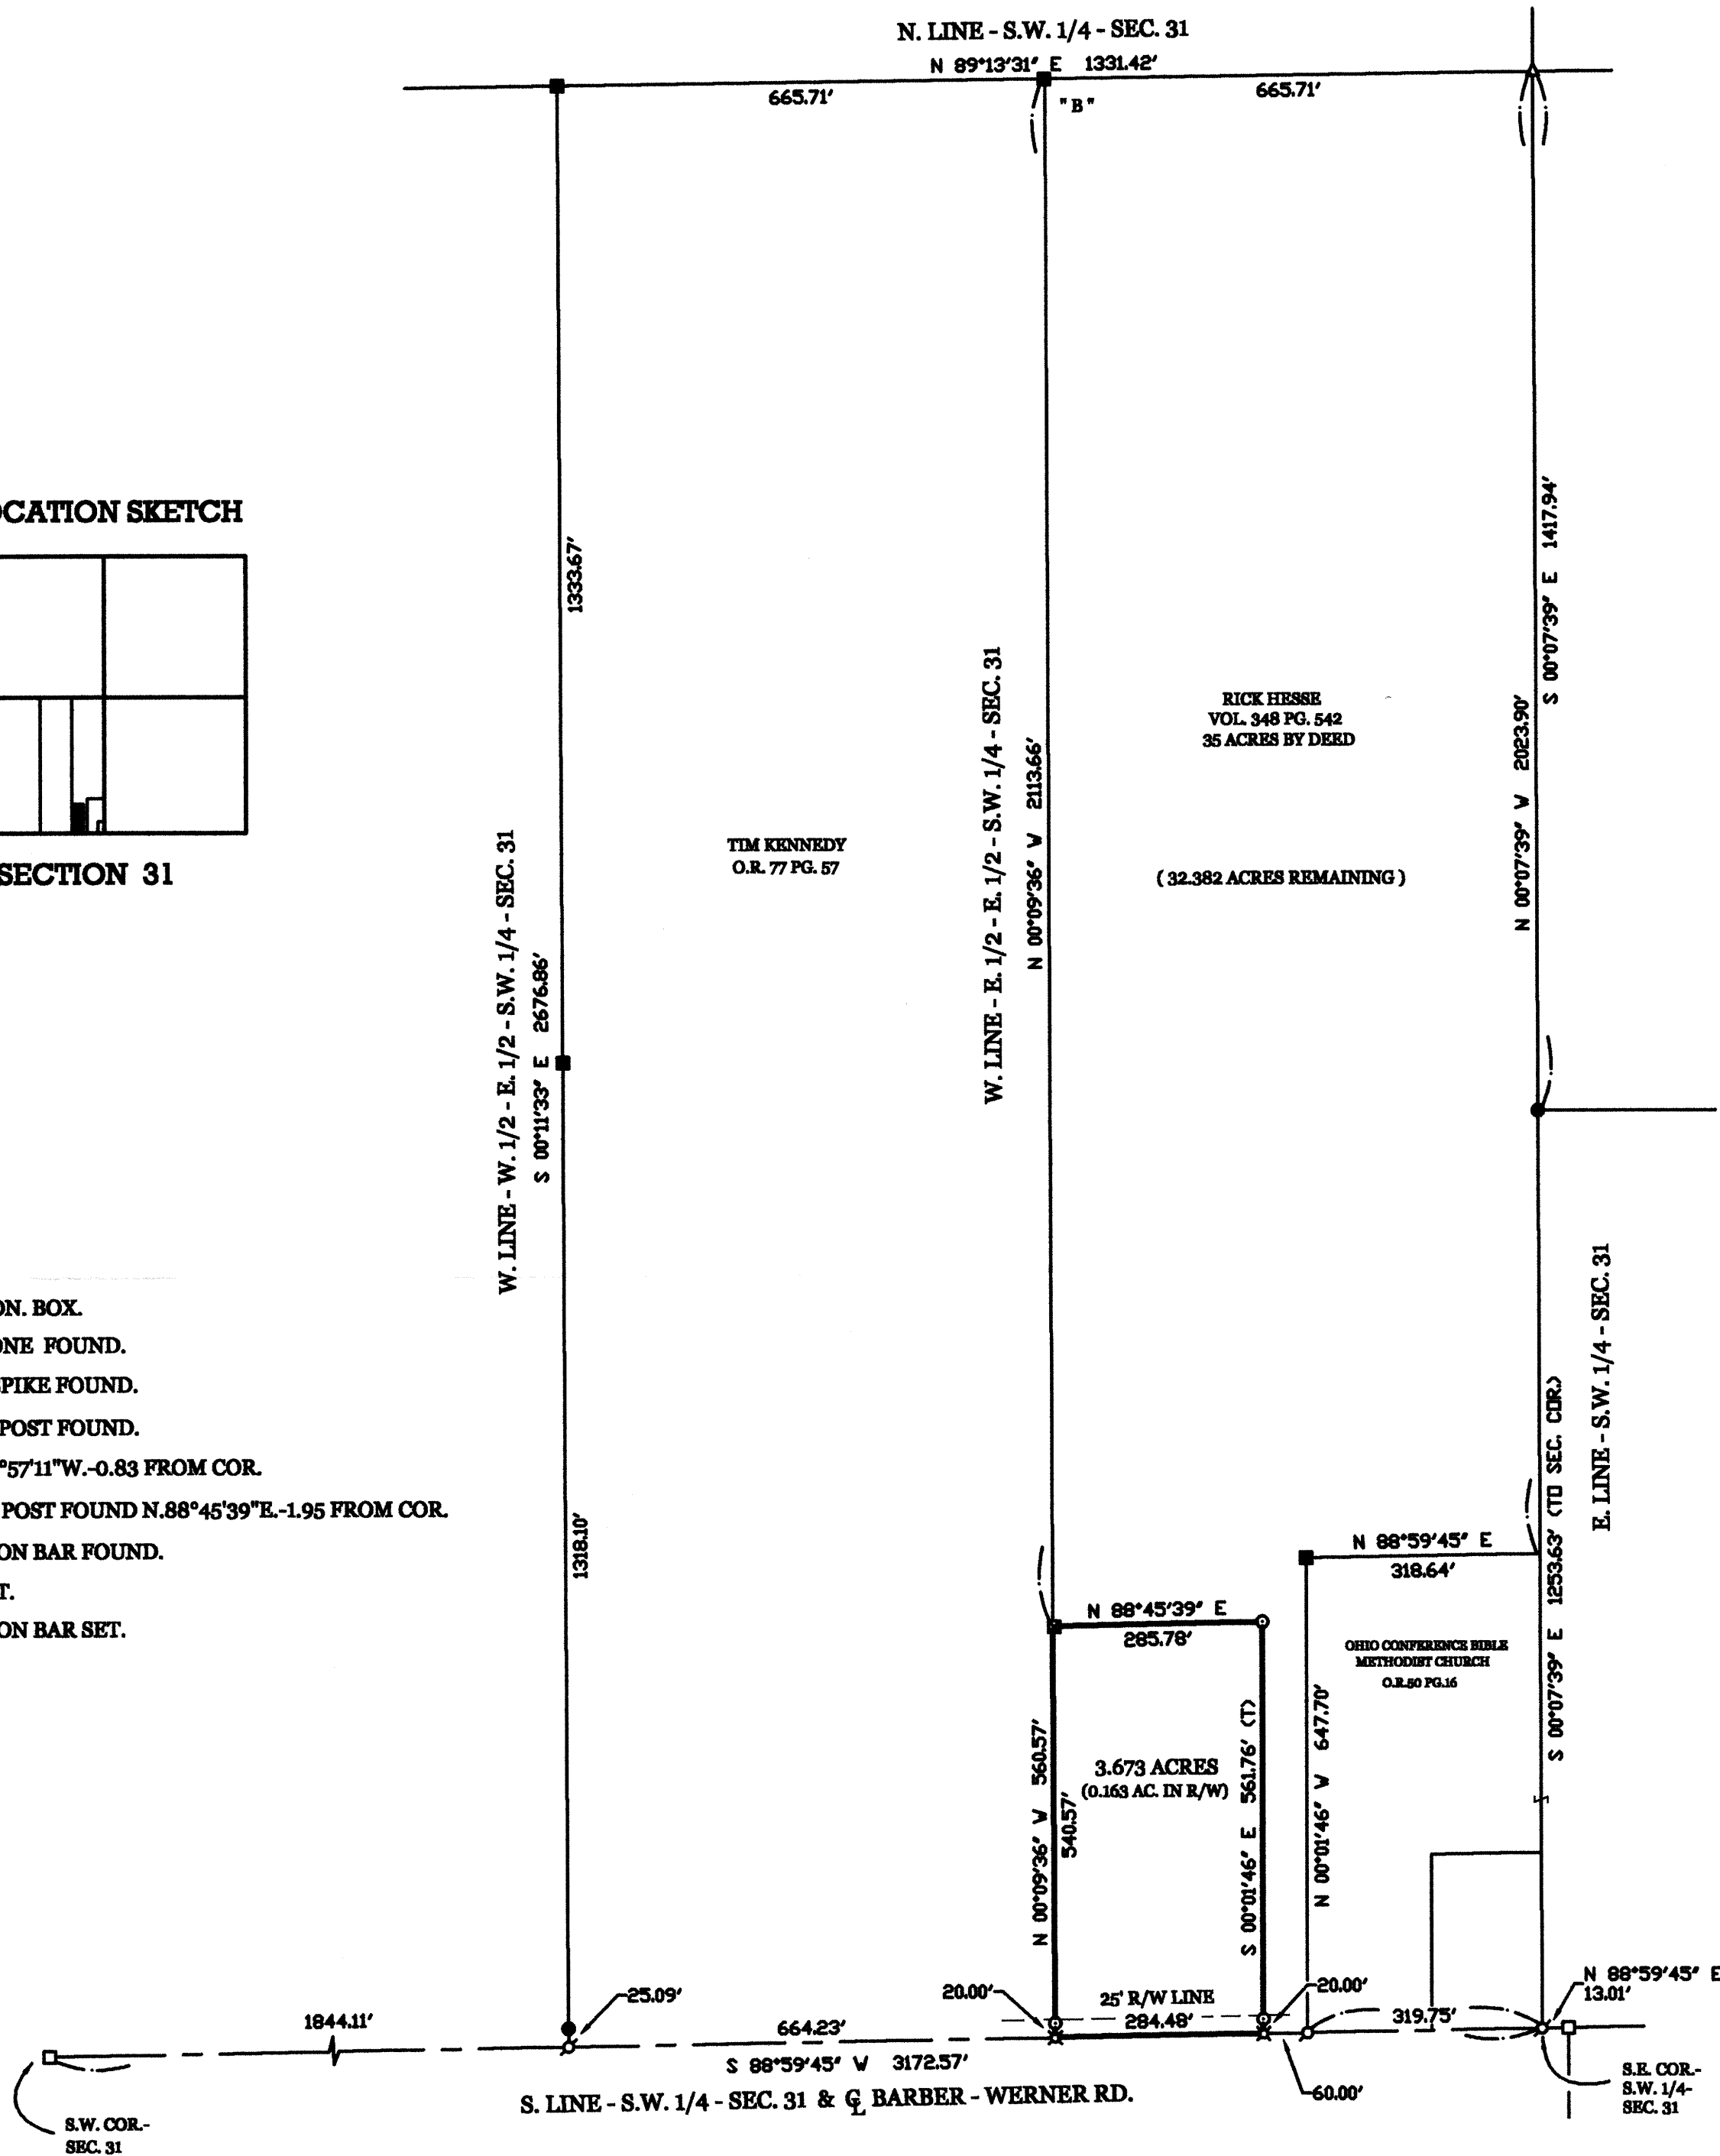 N. LINE - S.W. 1/4 - SEC. 31
N 89°13'31" E 1331.42'
665.71'
665.71'
"B"
OCATION SKETCH
SECTION 31
1333.67'
W. LINE - W. 1/2 - E. 1/2 - S.W. 1/4 - SEC. 31
S 00°11'33" E 2676.86'
1318.10'
TIM KENNEDY
O.R. 77 PG. 57
W. LINE - E. 1/2 - E. 1/2 - S.W. 1/4 - SEC. 31
N 00°09'36" W 2113.66'
RICK HESSE
VOL. 348 PG. 542
35 ACRES BY DEED
( 32.382 ACRES REMAINING )
S 00°07'39" E 1417.94'
N 00°07'39" W 2023.90'
E. LINE - S.W. 1/4 - SEC. 31
S 00°07'39" E 1253.63' (TO SEC. COR.)
ON. BOX.
ONE FOUND.
SPIKE FOUND.
POST FOUND.
°57'11"W.-0.83 FROM COR.
POST FOUND N.88°45'39"E.-1.95 FROM COR.
ON BAR FOUND.
T.
ON BAR SET.
N 88°59'45" E
318.64'
N 88°45'39" E
285.78'
OHIO CONFERENCE BIBLE
METHODIST CHURCH
O.R.50 PG.16
N 00°09'36" W 560.57'
540.57'
3.673 ACRES
(0.163 AC. IN R/W)
S 00°01'46" E 561.76' (T)
N 00°01'46" W 647.70'
N 88°59'45" E
13.01'
25.09'
20.00'
25' R/W LINE
20.00'
1844.11'
664.23'
284.48'
319.75'
S 88°59'45" W 3172.57'
60.00'
S. LINE - S.W. 1/4 - SEC. 31 & ℄ BARBER - WERNER RD.
S.W. COR.-
SEC. 31
S.E. COR.-
S.W. 1/4-
SEC. 31